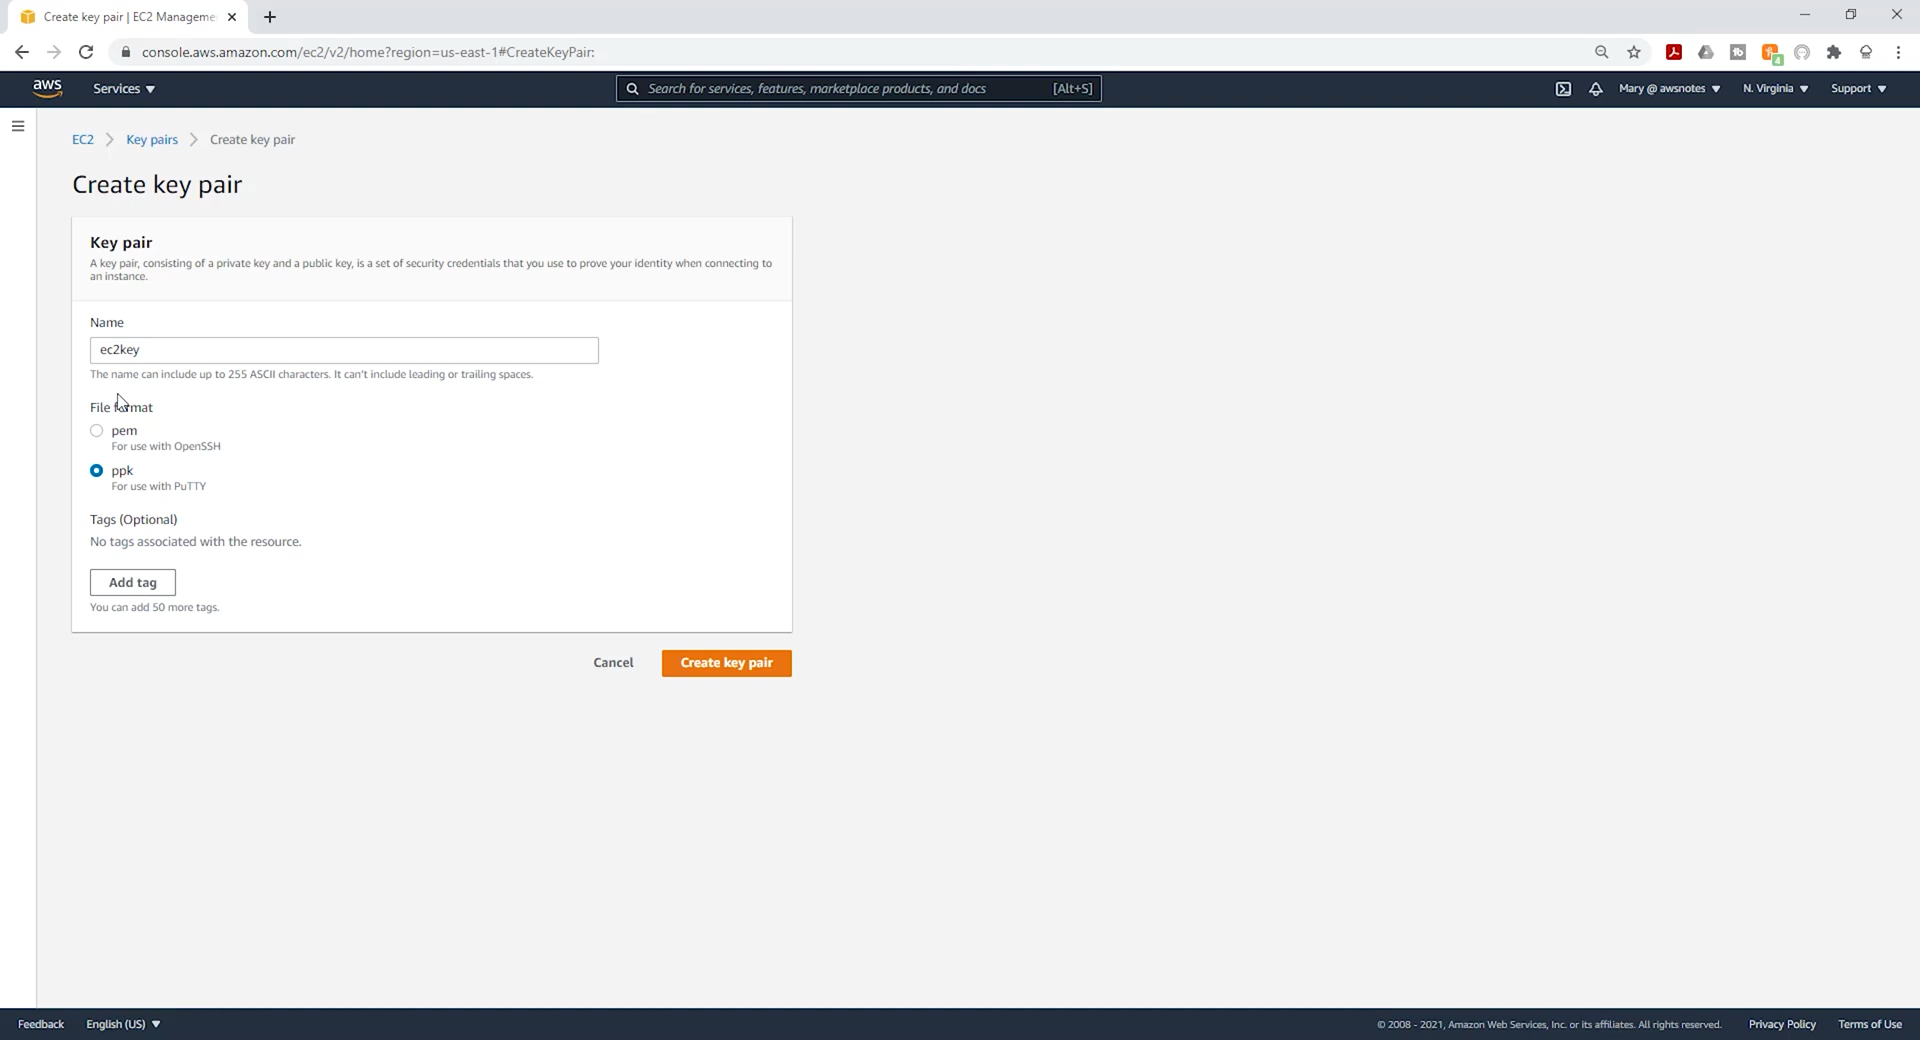 Create key pair | EC2 Manageme
console.aws.amazon.com/ec2/v2/home?region=us-east-1#CreateKeyPair:
4
aws
Services
Search for services, features, marketplace products, and docs
[Alt+S]
Mary @ awsnotes
N. Virginia
Support
EC2
Key pairs
Create key pair
Create key pair
Key pair
A key pair, consisting of a private key and a public key, is a set of security credentials that you use to prove your identity when connecting to
an instance.
Name
ec2key
The name can include up to 255 ASCII characters. It can't include leading or trailing spaces.
File format
pem
For use with OpenSSH
ppk
For use with PuTTY
Tags (Optional)
No tags associated with the resource.
Add tag
You can add 50 more tags.
Cancel
Create key pair
Feedback
English (US)
© 2008 - 2021, Amazon Web Services, Inc. or its affiliates. All rights reserved.
Privacy Policy
Terms of Use